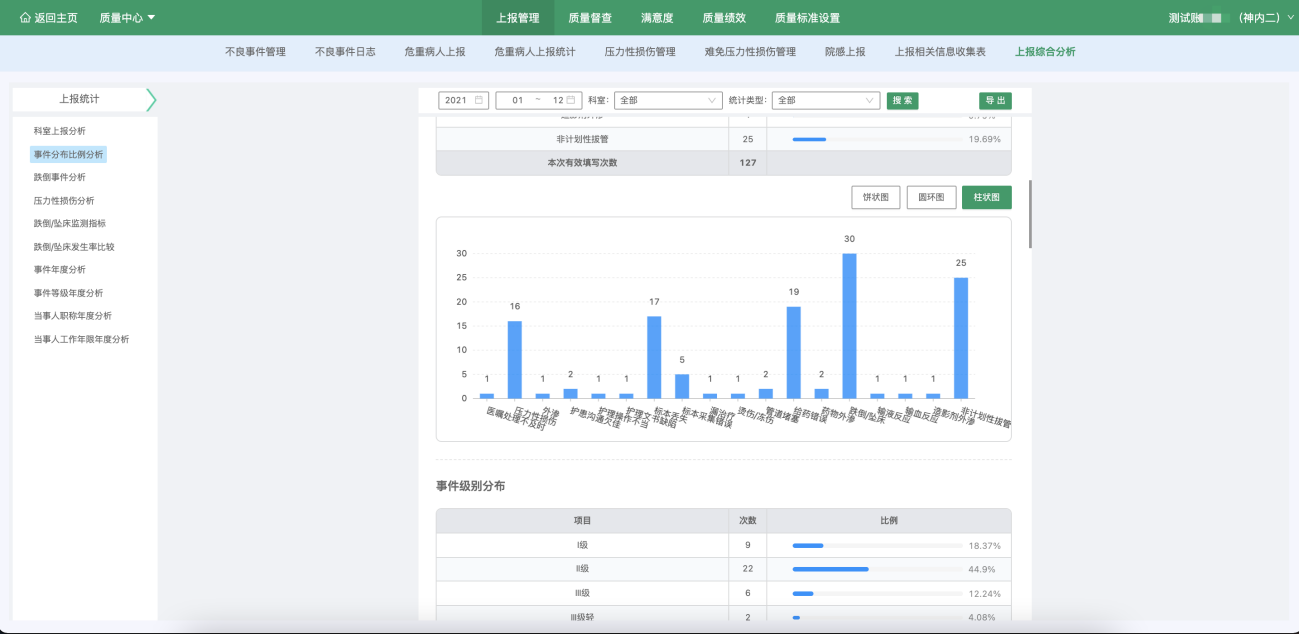 返回主页 质量中心 上报管理 质量督查 满意度 质量绩效 质量标准设置 测试账 (神内二)
不良事件管理 不良事件日志 危重病人上报 危重病人上报统计 压力性损伤管理 难免压力性损伤管理 院感上报 上报相关信息收集表 上报综合分析
上报统计
科室上报分析
事件分布比例分析
跌倒事件分析
压力性损伤分析
跌倒/坠床监测指标
跌倒/坠床发生率比较
事件年度分析
事件等级年度分析
当事人职称年度分析
当事人工作年限年度分析
2021 01 ~ 12 科室: 全部 统计类型: 全部 搜索 导出
非计划性拔管 25 19.69%
本次有效填写次数 127
饼状图 圆环图 柱状图
30
25
20
15
10
5
0
1 16 1 2 1 1 17 5 1 1 2 19 2 30 1 1 1 25
医嘱处理不及时
压力性损伤
外渗
护患沟通欠佳
护理操作不当
护理文书缺陷
标本丢失
标本采集错误
漏治疗
烫伤/冻伤
管道堵塞
给药错误
药物外渗
跌倒/坠床
输液反应
输血反应
造影剂外渗
非计划性拔管
事件级别分布
项目 次数 比例
I级 9 18.37%
II级 22 44.9%
III级 6 12.24%
III级轻 2 4.08%